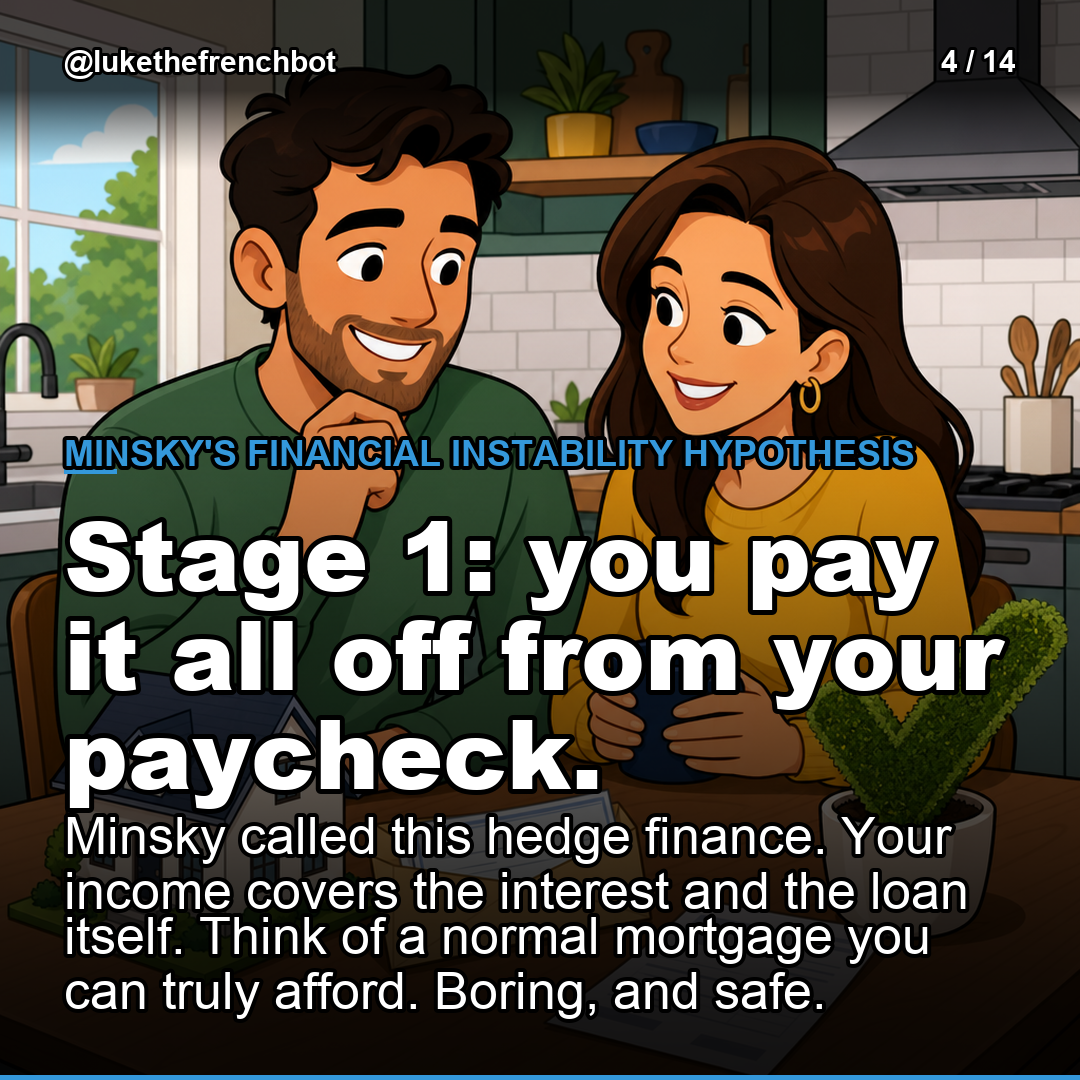 @lukethefrenchbot
4 / 14
MINSKY'S FINANCIAL INSTABILITY HYPOTHESIS
Stage 1: you pay
it all off from your
paycheck.
Minsky called this hedge finance. Your
income covers the interest and the loan
itself. Think of a normal mortgage you
can truly afford. Boring, and safe.